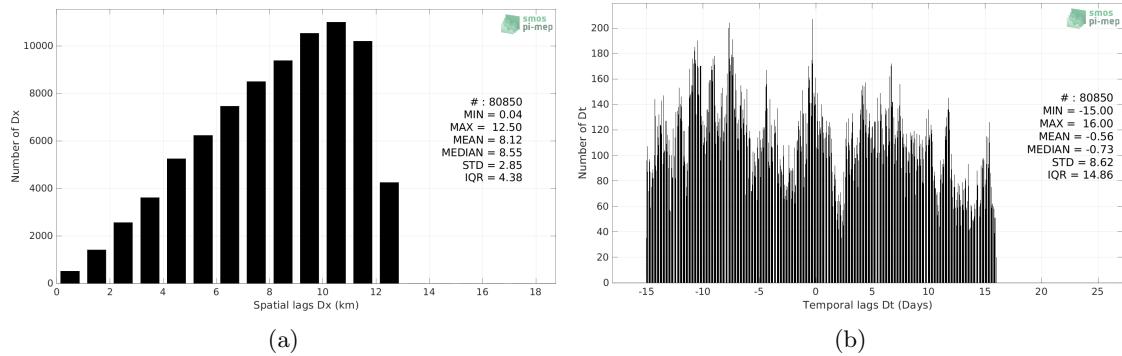 smos
pi-mep
10000
8000
6000
4000
2000
0
Number of Dx
# : 80850
MIN = 0.04
MAX = 12.50
MEAN = 8.12
MEDIAN = 8.55
STD = 2.85
IQR = 4.38
0 2 4 6 8 10 12 14 16 18
Spatial lags Dx (km)
(a)
smos
pi-mep
200
180
160
140
120
100
80
60
40
20
0
Number of Dt
# : 80850
MIN = -15.00
MAX = 16.00
MEAN = -0.56
MEDIAN = -0.73
STD = 8.62
IQR = 14.86
-15 -10 -5 0 5 10 15 20 25
Temporal lags Dt (Days)
(b)